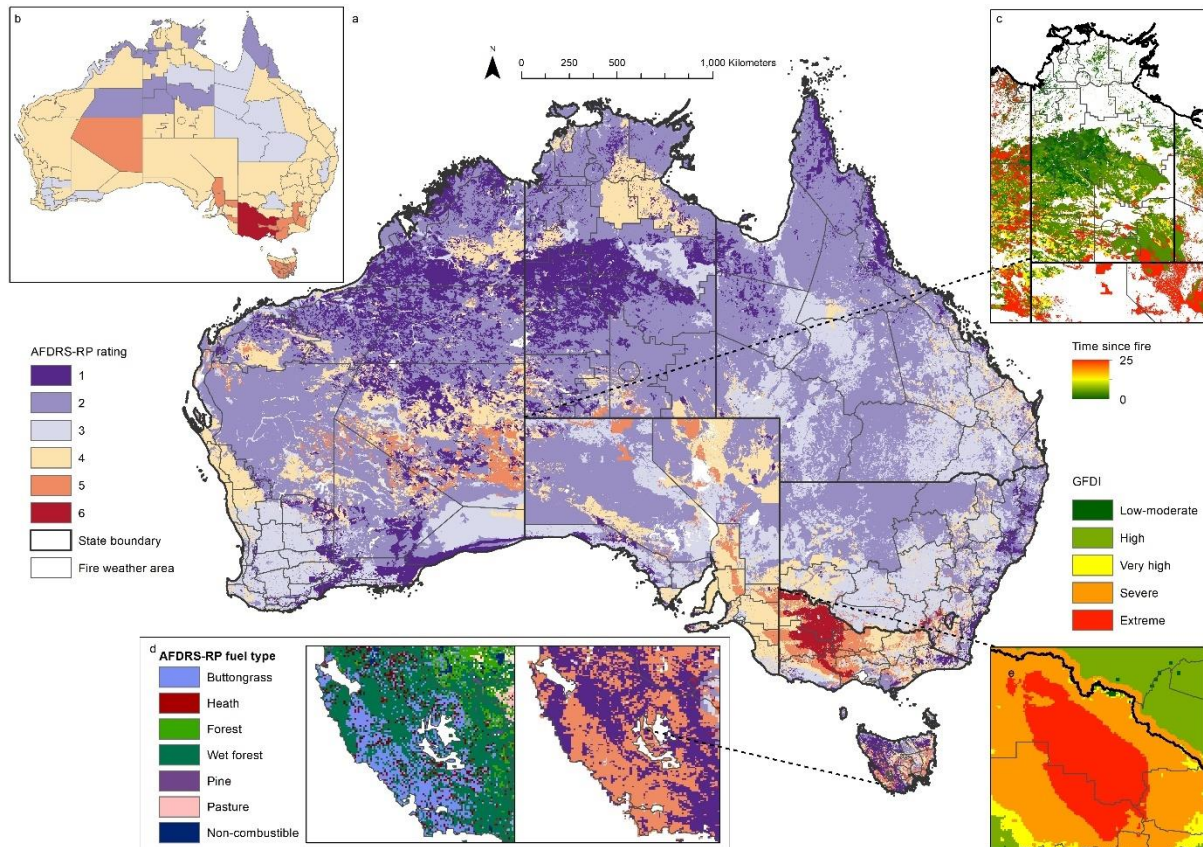 b
a
N
0 250 500 1,000 Kilometers
c
Time since fire
25
0
AFDRS-RP rating
1
2
3
4
5
6
State boundary
Fire weather area
GFDI
Low-moderate
High
Very high
Severe
Extreme
d
AFDRS-RP fuel type
Buttongrass
Heath
Forest
Wet forest
Pine
Pasture
Non-combustible
e